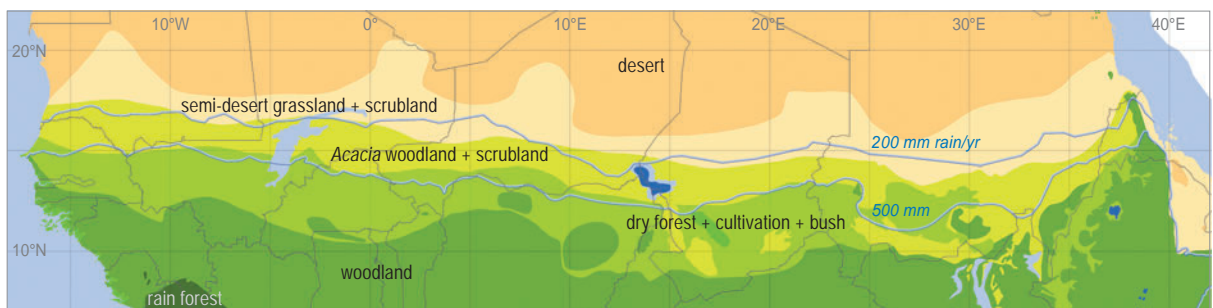 10°W 0° 10°E 20°E 30°E 40°E
20°N
desert
semi-desert grassland + scrubland
200 mm rain/yr
Acacia woodland + scrubland
500 mm
dry forest + cultivation + bush
10°N
woodland
rain forest